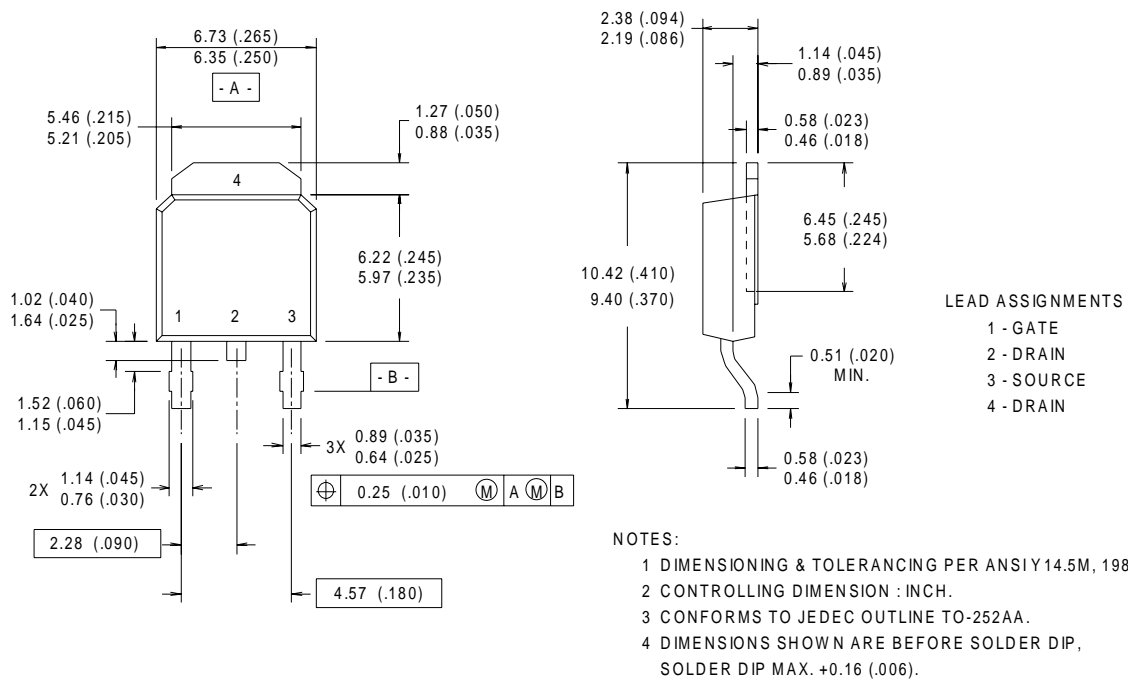 6.73 (.265)
6.35 (.250)
- A -
5.46 (.215)
5.21 (.205)
1.27 (.050)
0.88 (.035)
4
6.22 (.245)
5.97 (.235)
1.02 (.040)
1.64 (.025)
1 2 3
- B -
1.52 (.060)
1.15 (.045)
3X 0.89 (.035)
0.64 (.025)
2X 1.14 (.045)
0.76 (.030)
⌖ 0.25 (.010) Ⓜ A Ⓜ B
2.28 (.090)
4.57 (.180)
2.38 (.094)
2.19 (.086)
1.14 (.045)
0.89 (.035)
0.58 (.023)
0.46 (.018)
6.45 (.245)
5.68 (.224)
10.42 (.410)
9.40 (.370)
0.51 (.020)
MIN.
0.58 (.023)
0.46 (.018)
LEAD ASSIGNMENTS
1 - GATE
2 - DRAIN
3 - SOURCE
4 - DRAIN
NOTES:
1 DIMENSIONING & TOLERANCING PER ANSI Y14.5M, 198
2 CONTROLLING DIMENSION : INCH.
3 CONFORMS TO JEDEC OUTLINE TO-252AA.
4 DIMENSIONS SHOWN ARE BEFORE SOLDER DIP,
SOLDER DIP MAX. +0.16 (.006).